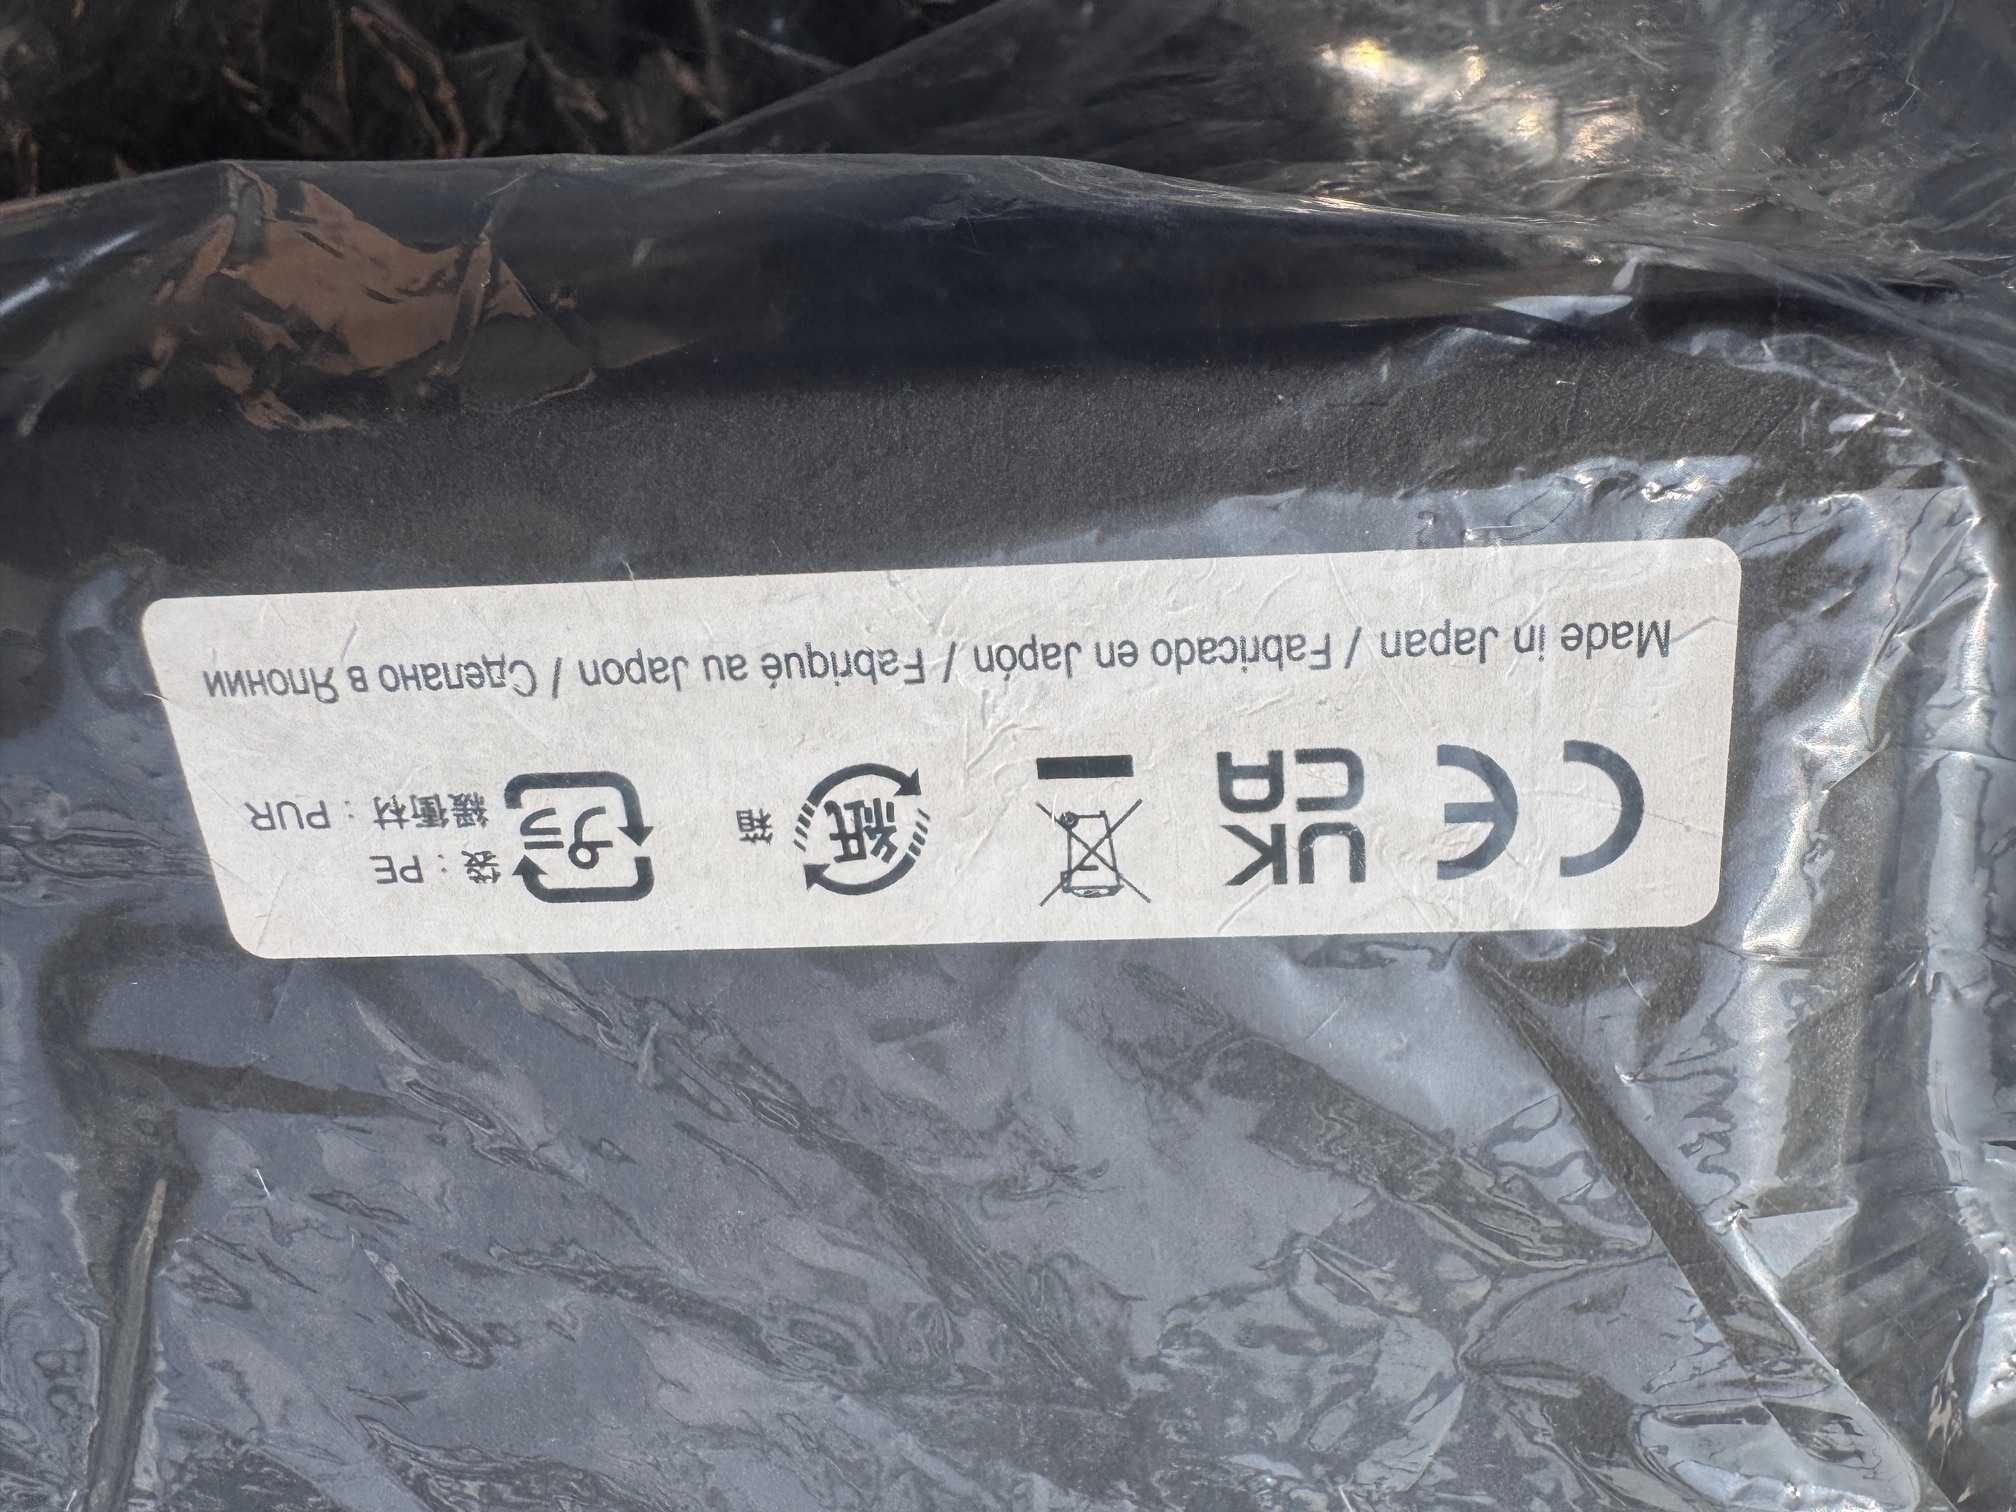 CE UK CA 紙 箱 プラ 袋：PE
緩衝材：PUR
Made in Japan / Fabricado en Japón / Fabriqué au Japon / Сделано в Японии